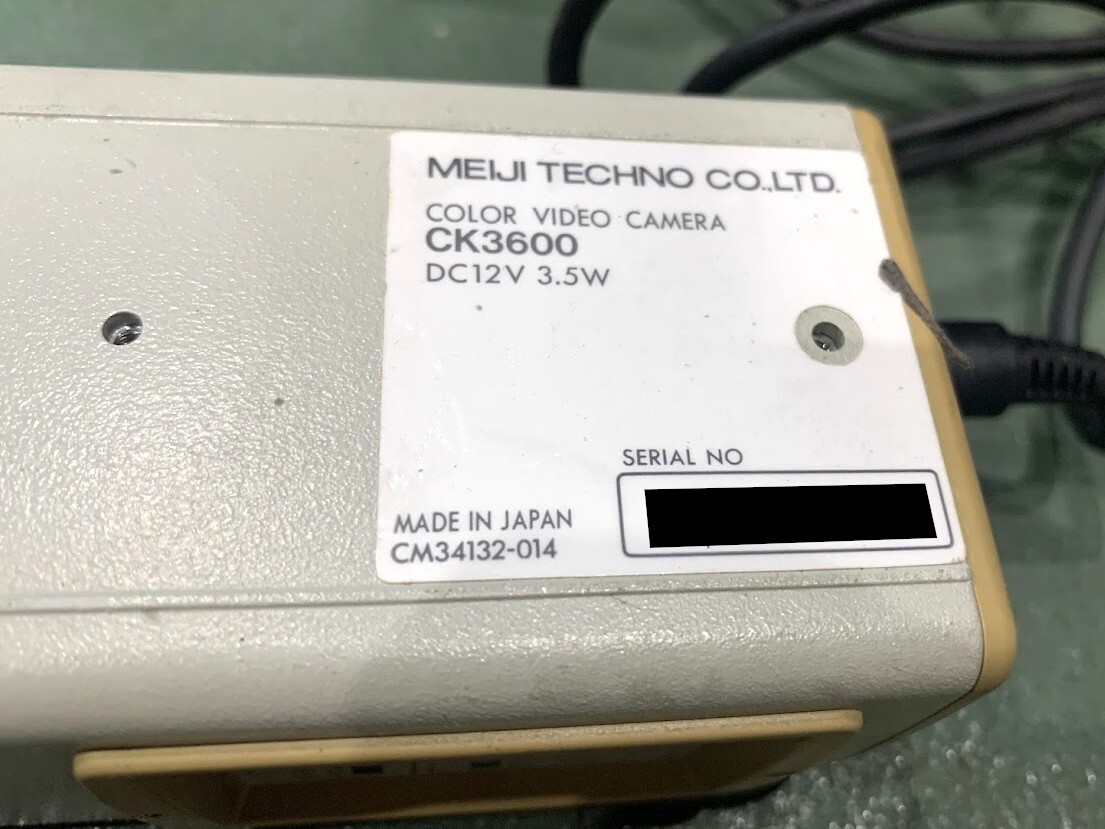 MEIJI TECHNO CO.,LTD.
COLOR VIDEO CAMERA
CK3600
DC12V 3.5W
SERIAL NO
MADE IN JAPAN
CM34132-014